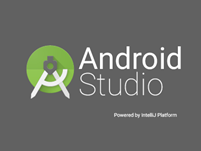 Android
Studio
Powered by IntelliJ Platform